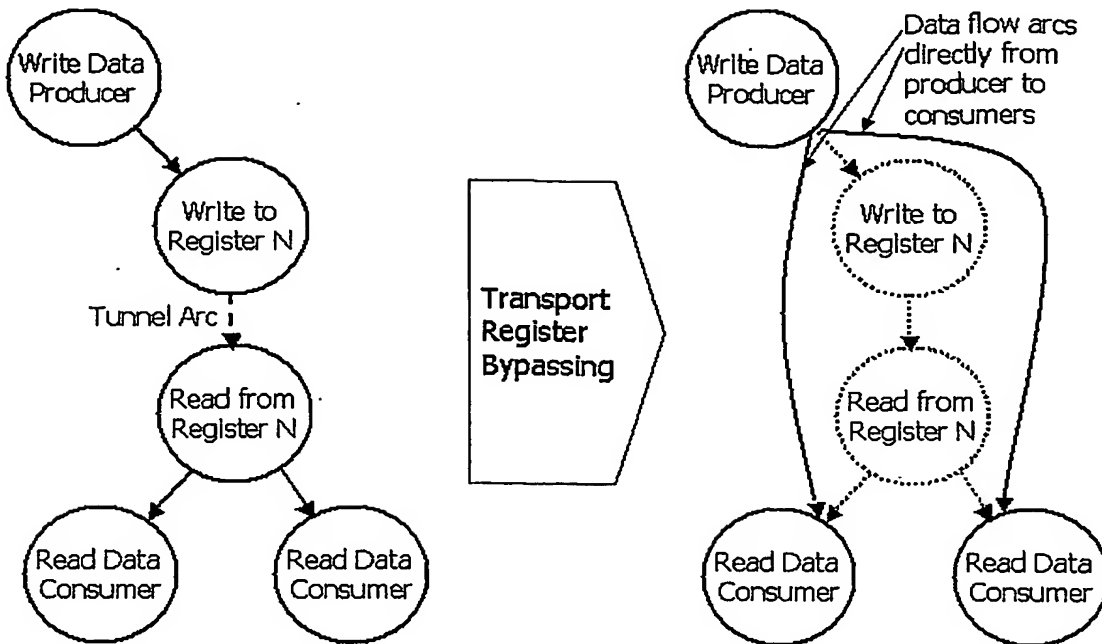 Write Data
Producer
Write to
Register N
Tunnel Arc
Read from
Register N
Read Data
Consumer
Read Data
Consumer
Transport
Register
Bypassing
Data flow arcs
directly from
producer to
consumers
Write Data
Producer
Write to
Register N
Read from
Register N
Read Data
Consumer
Read Data
Consumer